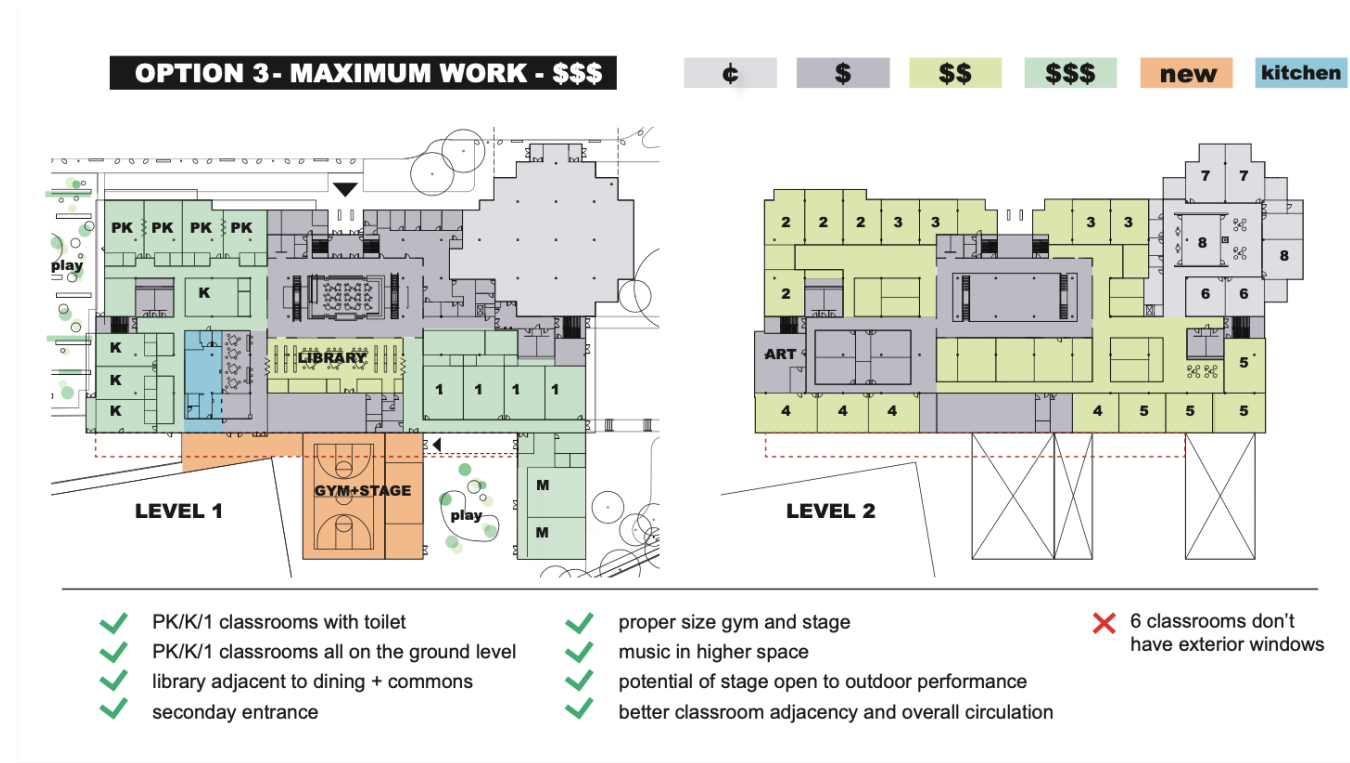 OPTION 3 - MAXIMUM WORK - $$$
¢
$
$$
$$$
new
kitchen
PK PK PK PK
play
K
K
K
K
LIBRARY
1 1 1 1
GYM+STAGE
play
M
M
LEVEL 1
7 7
2 2 2 3 3
3 3
8
8
2
6 6
ART
5
4 4 4
4 5 5 5
LEVEL 2
PK/K/1 classrooms with toilet
PK/K/1 classrooms all on the ground level
library adjacent to dining + commons
seconday entrance
proper size gym and stage
music in higher space
potential of stage open to outdoor performance
better classroom adjacency and overall circulation
6 classrooms don't
have exterior windows